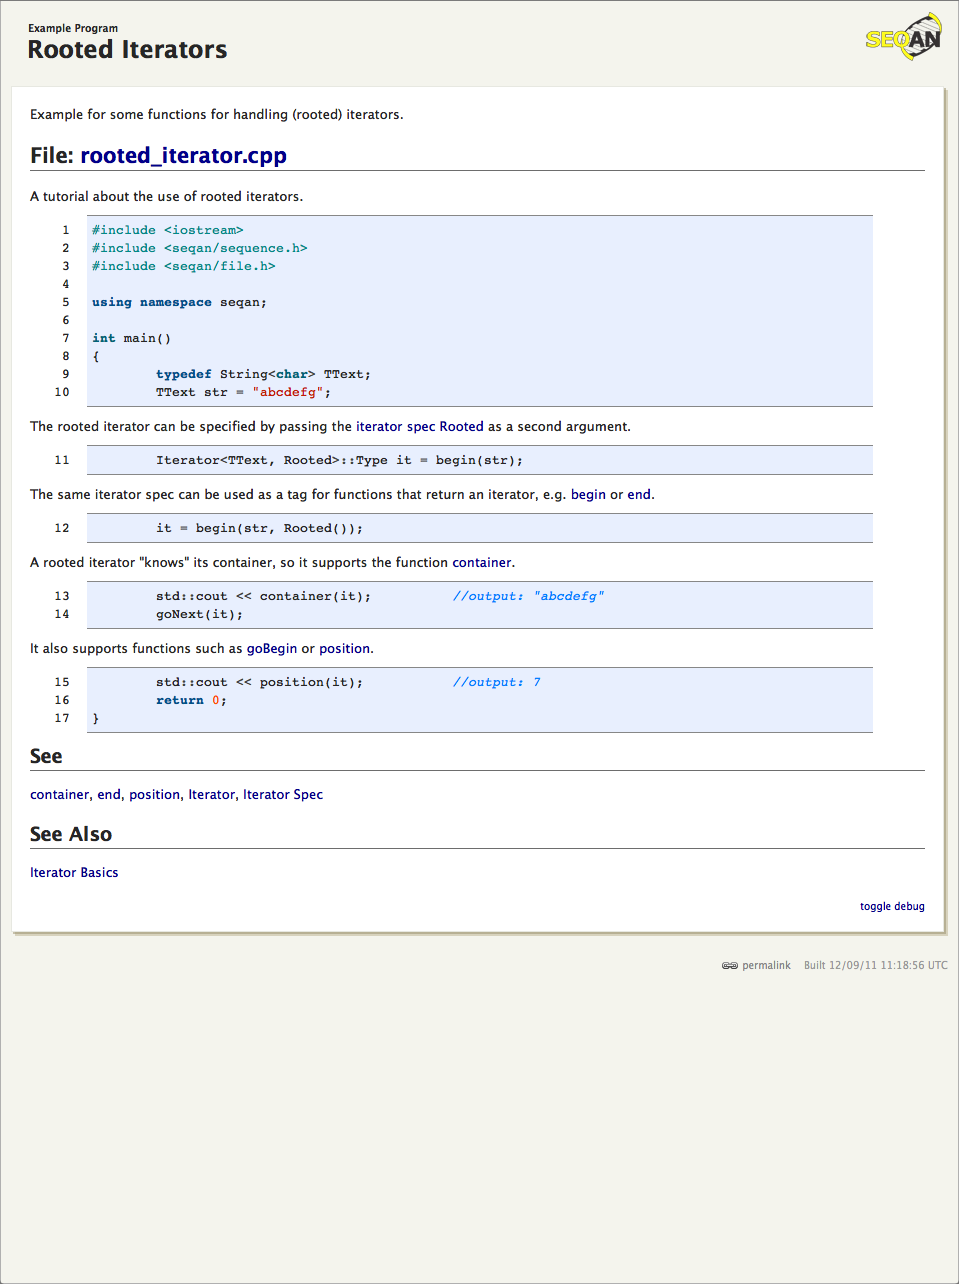 Example Program
Rooted Iterators
SEQAN
Example for some functions for handling (rooted) iterators.
File: rooted_iterator.cpp
A tutorial about the use of rooted iterators.
1 #include <iostream>
2 #include <seqan/sequence.h>
3 #include <seqan/file.h>
4
5 using namespace seqan;
6
7 int main()
8 {
9 typedef String<char> TText;
10 TText str = "abcdefg";
The rooted iterator can be specified by passing the iterator spec Rooted as a second argument.
11 Iterator<TText, Rooted>::Type it = begin(str);
The same iterator spec can be used as a tag for functions that return an iterator, e.g. begin or end.
12 it = begin(str, Rooted());
A rooted iterator "knows" its container, so it supports the function container.
13 std::cout << container(it); //output: "abcdefg"
14 goNext(it);
It also supports functions such as goBegin or position.
15 std::cout << position(it); //output: 7
16 return 0;
17 }
See
container, end, position, Iterator, Iterator Spec
See Also
Iterator Basics
toggle debug
permalink Built 12/09/11 11:18:56 UTC